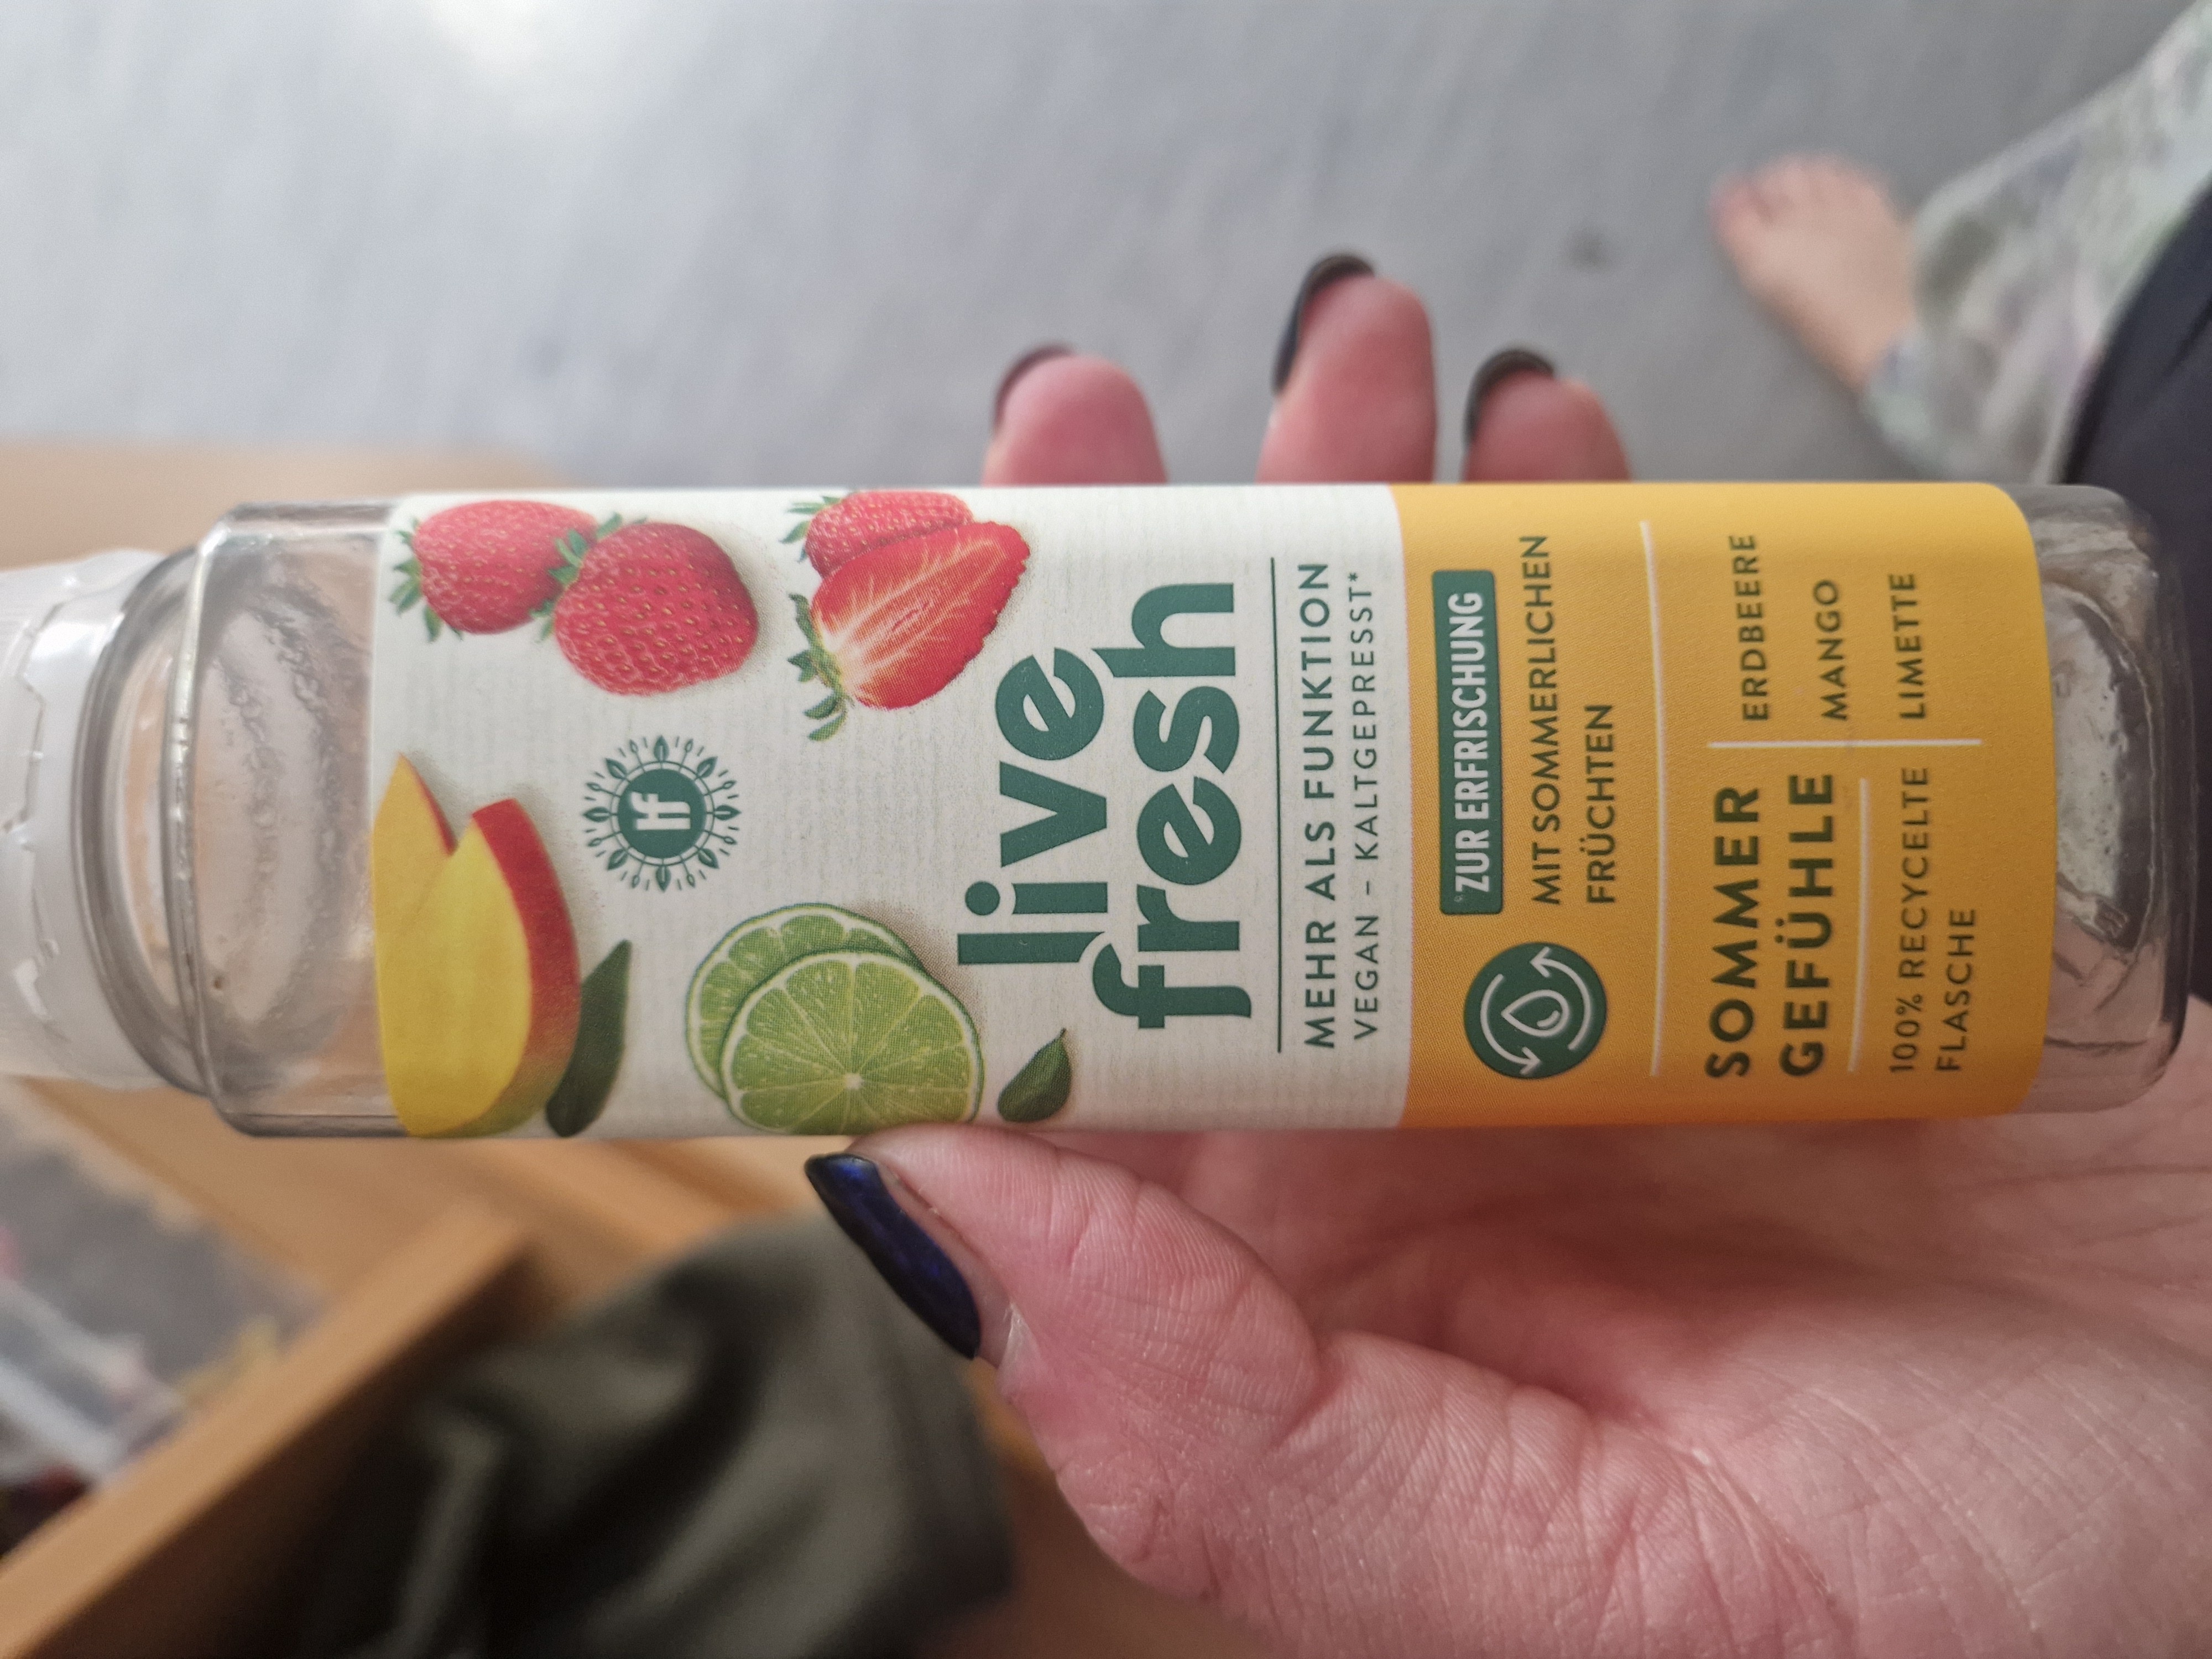 lf
live
fresh
MEHR ALS FUNKTION
VEGAN – KALTGEPRESST*
ZUR ERFRISCHUNG
MIT SOMMERLICHEN
FRÜCHTEN
SOMMER
GEFÜHLE
100% RECYCELTE
FLASCHE
ERDBEERE
MANGO
LIMETTE